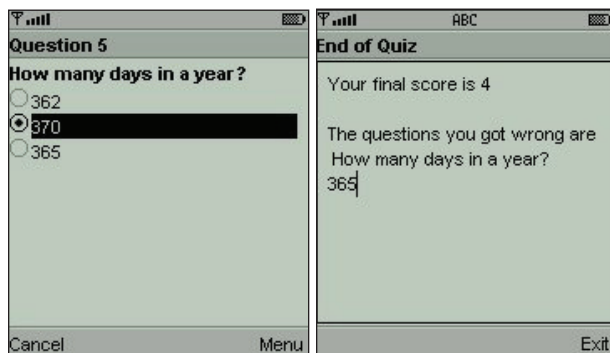 Question 5
How many days in a year?
362
370
365
Cancel Menu
ABC
End of Quiz
Your final score is 4
The questions you got wrong are
How many days in a year?
365
Exit